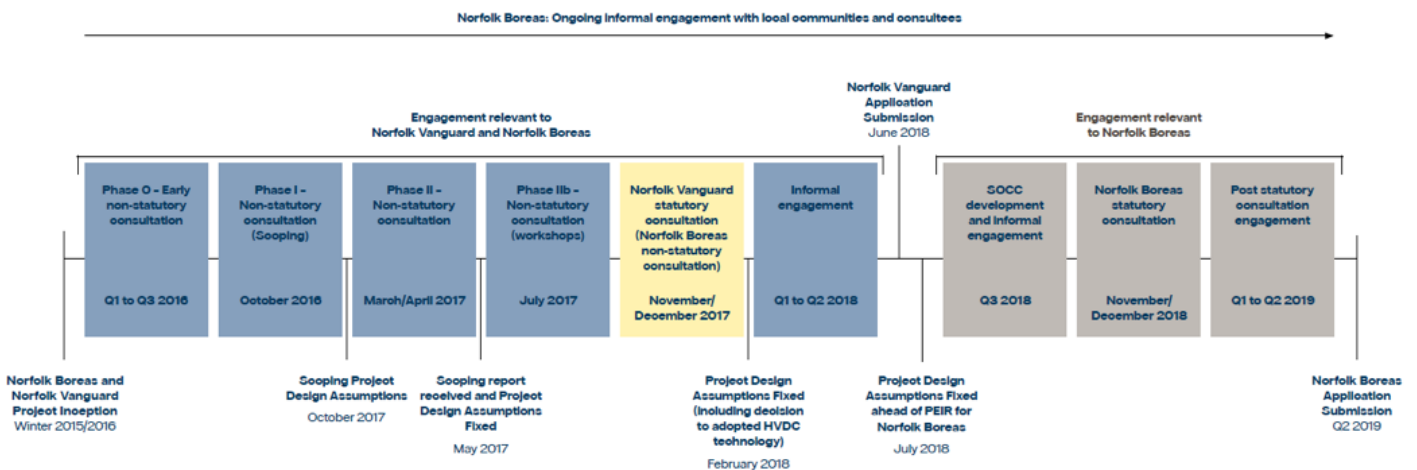 Norfolk Boreas: Ongoing informal engagement with local communities and consultees
Norfolk Vanguard
Application
Submission
June 2018
Engagement relevant to
Norfolk Vanguard and Norfolk Boreas
Engagement relevant
to Norfolk Boreas
Phase 0 – Early
non-statutory
consultation
Q1 to Q3 2016
Phase I –
Non-statutory
consultation
(Scoping)
October 2016
Phase II –
Non-statutory
consultation
March/April 2017
Phase IIb –
Non-statutory
consultation
(workshops)
July 2017
Norfolk Vanguard
statutory
consultation
(Norfolk Boreas
non-statutory
consultation)
November/
December 2017
Informal
engagement
Q1 to Q2 2018
SOCC
development
and informal
engagement
Q3 2018
Norfolk Boreas
statutory
consultation
November/
December 2018
Post statutory
consultation
engagement
Q1 to Q2 2019
Norfolk Boreas and
Norfolk Vanguard
Project Inception
Winter 2015/2016
Scoping Project
Design Assumptions
October 2017
Scoping report
received and Project
Design Assumptions
Fixed
May 2017
Project Design
Assumptions Fixed
(including decision
to adopted HVDC
technology)
February 2018
Project Design
Assumptions Fixed
ahead of PEIR for
Norfolk Boreas
July 2018
Norfolk Boreas
Application
Submission
Q2 2019